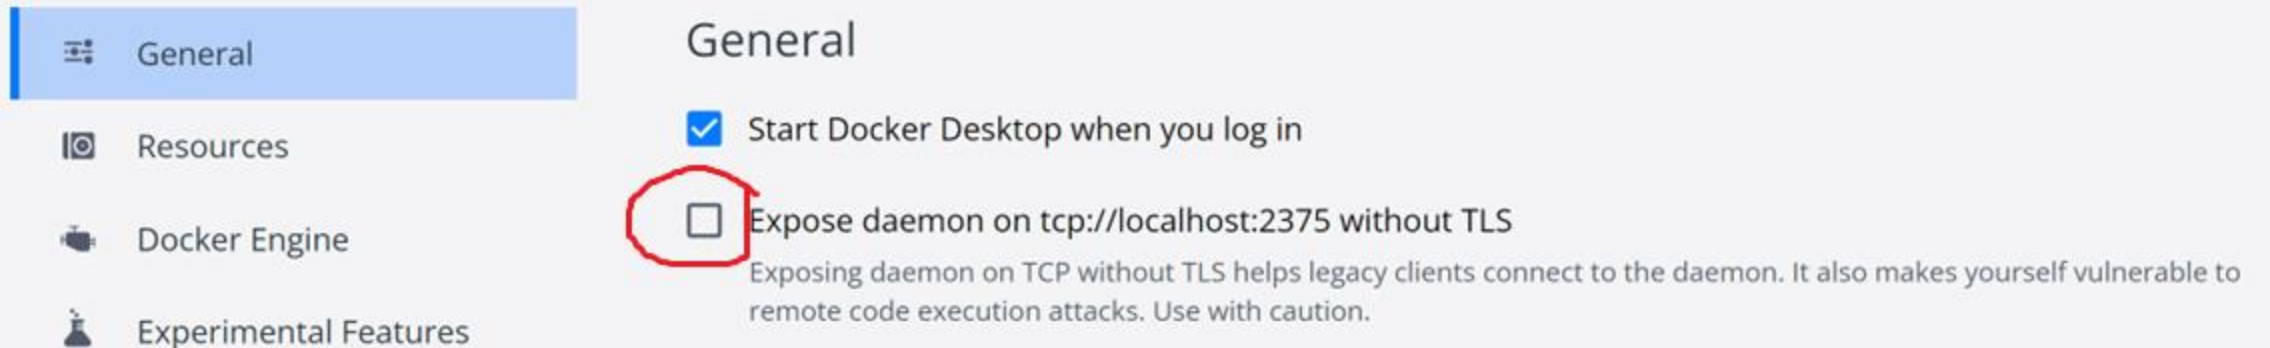 General
Resources
Docker Engine
Experimental Features
General
Start Docker Desktop when you log in
Expose daemon on tcp://localhost:2375 without TLS
Exposing daemon on TCP without TLS helps legacy clients connect to the daemon. It also makes yourself vulnerable to
remote code execution attacks. Use with caution.